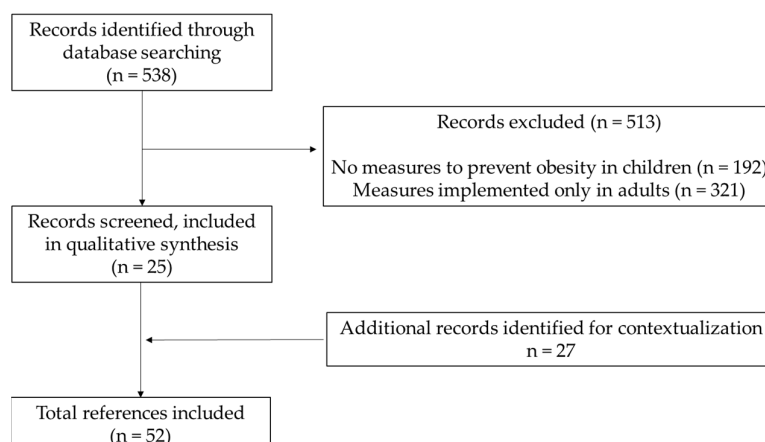 Records identified through
database searching
(n = 538)
Records excluded (n = 513)
No measures to prevent obesity in children (n = 192)
Measures implemented only in adults (n = 321)
Records screened, included
in qualitative synthesis
(n = 25)
Additional records identified for contextualization
n = 27
Total references included
(n = 52)